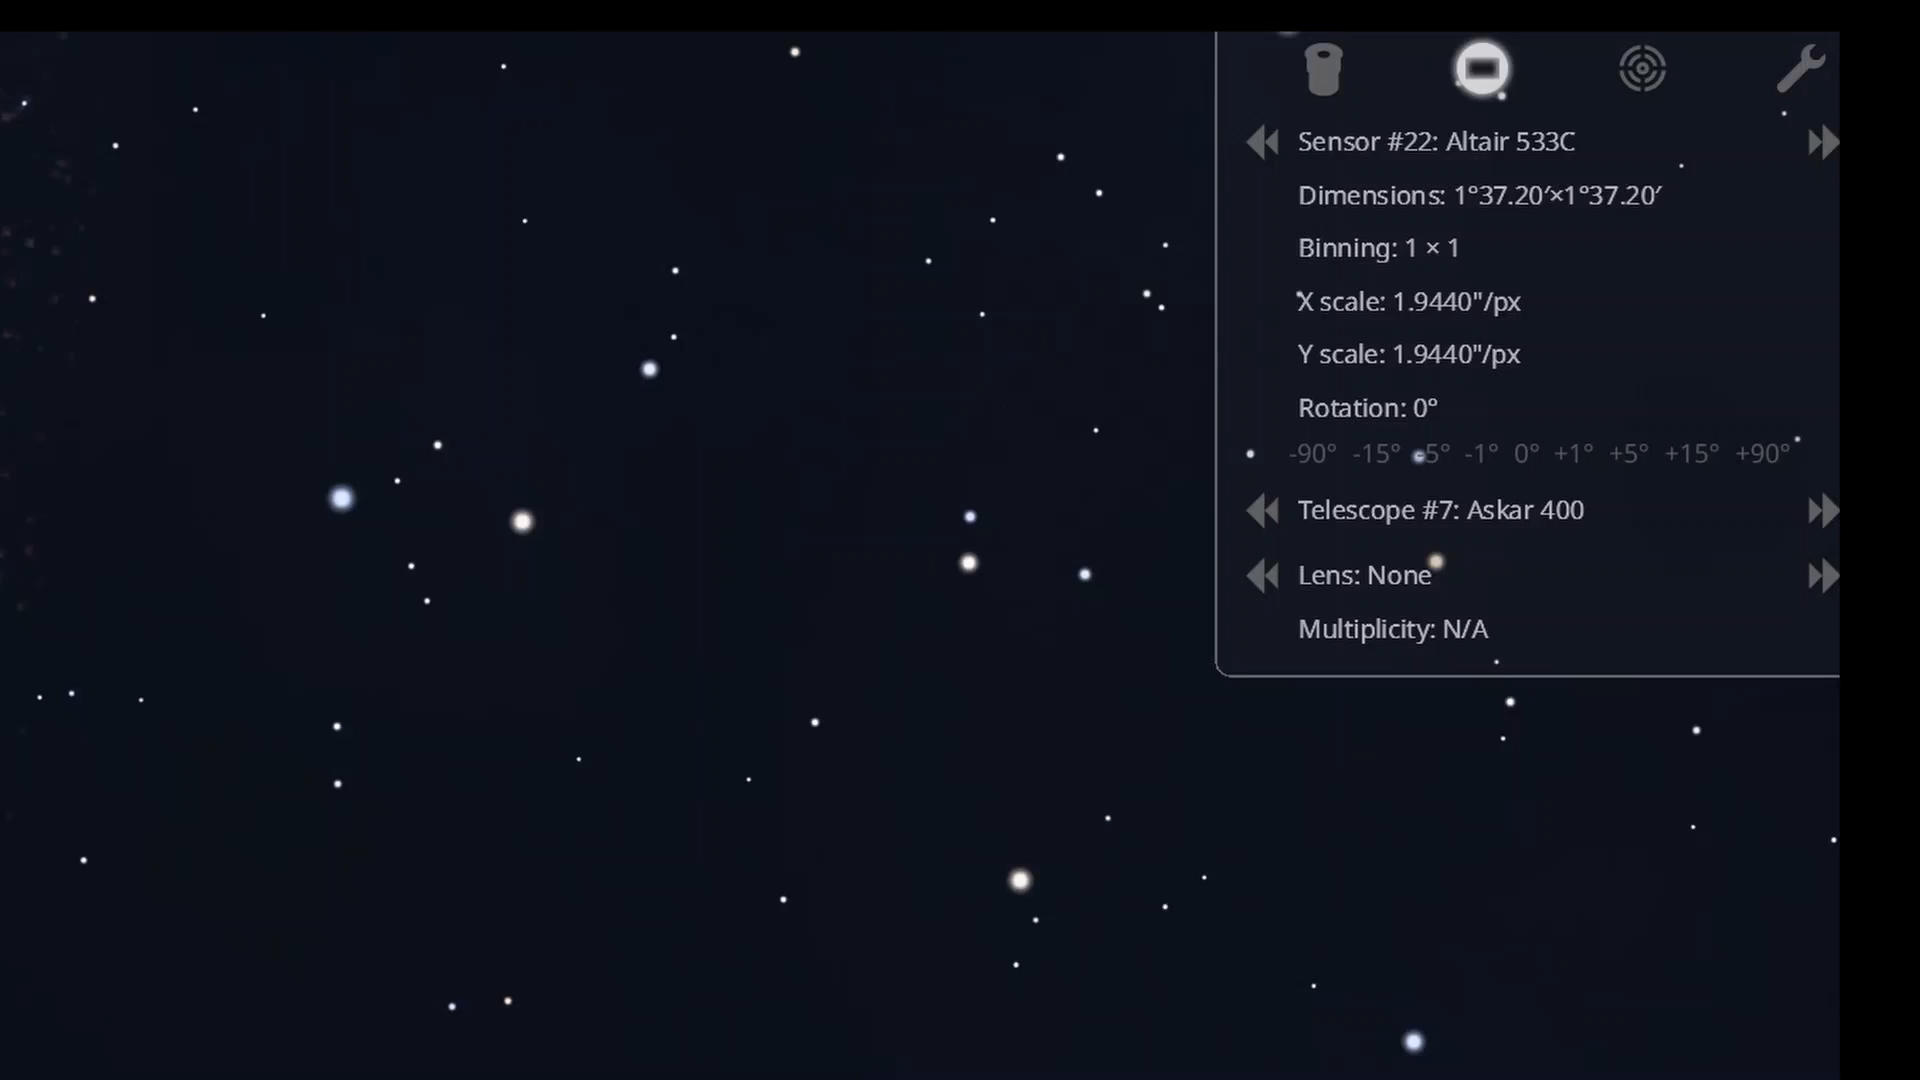 Sensor #22: Altair 533C
Dimensions: 1°37.20′×1°37.20′
Binning: 1 × 1
X scale: 1.9440"/px
Y scale: 1.9440"/px
Rotation: 0°
-90° -15° -5° -1° 0° +1° +5° +15° +90°
Telescope #7: Askar 400
Lens: None
Multiplicity: N/A